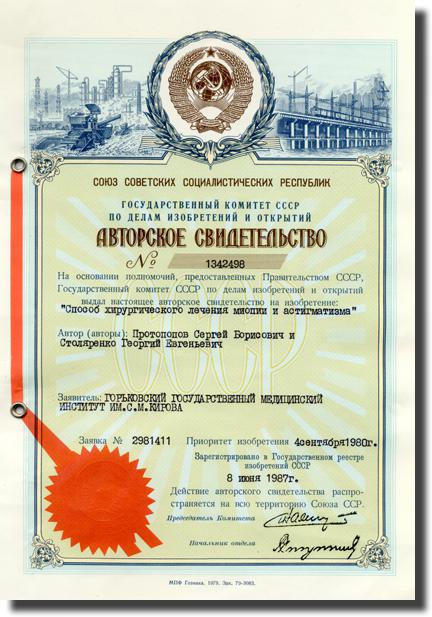 СОЮЗ СОВЕТСКИХ СОЦИАЛИСТИЧЕСКИХ РЕСПУБЛИК
ГОСУДАРСТВЕННЫЙ КОМИТЕТ СССР
ПО ДЕЛАМ ИЗОБРЕТЕНИЙ И ОТКРЫТИЙ
АВТОРСКОЕ СВИДЕТЕЛЬСТВО
№ 1342498
На основании полномочий, предоставленных Правительством СССР,
Государственный комитет СССР по делам изобретений и открытий
выдал настоящее авторское свидетельство на изобретение:
"Способ хирургического лечения миопии и астигматизма"
Автор (авторы): Протопопов Сергей Борисович и
Столяренко Георгий Евгеньевич
СССР
Заявитель: ГОРЬКОВСКИЙ ГОСУДАРСТВЕННЫЙ МЕДИЦИНСКИЙ
ИНСТИТУТ ИМ.С.М.КИРОВА
Заявка № 2981411 Приоритет изобретения 4сентября1980г.
Зарегистрировано в Государственном реестре
изобретений СССР
8 июня 1987г.
Действие авторского свидетельства распро-
страняется на всю территорию Союза ССР.
Председатель Комитета
Начальник отдела
МПФ Гознака. 1979. Зак. 79-3083.